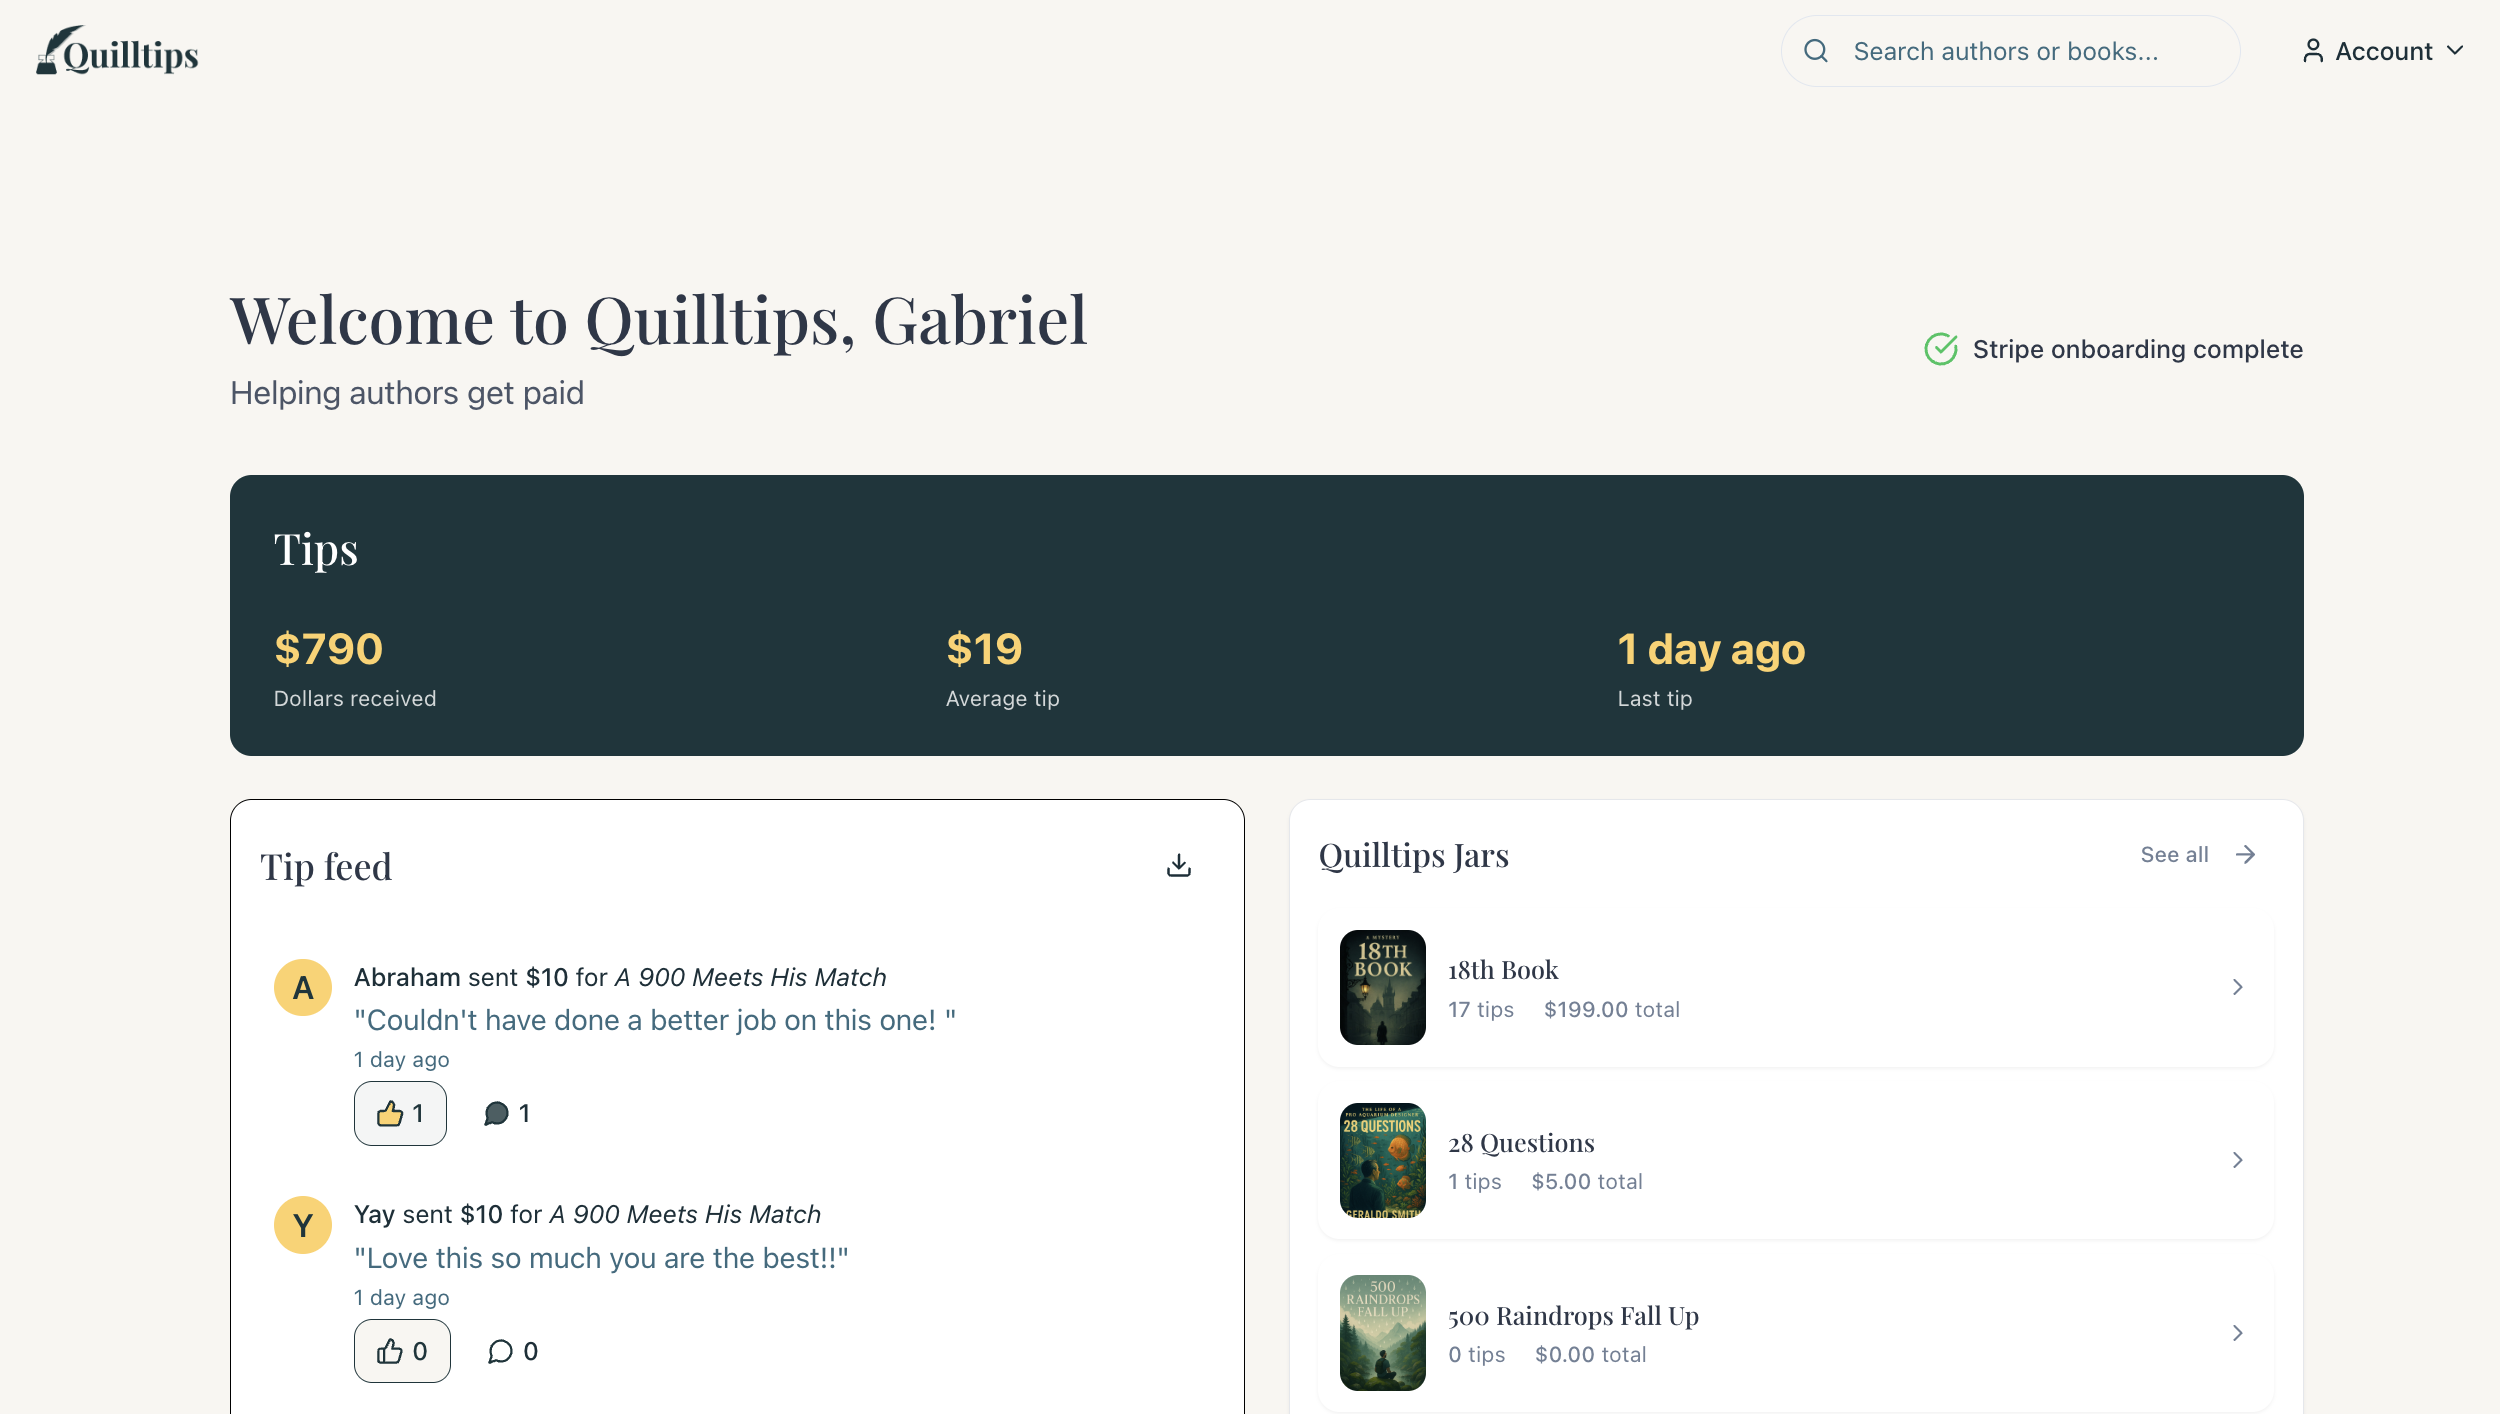 Quilltips
Search authors or books...
Account
Welcome to Quilltips, Gabriel
Helping authors get paid
Stripe onboarding complete
Tips
$790
Dollars received
$19
Average tip
1 day ago
Last tip
Tip feed
A
Abraham sent $10 for A 900 Meets His Match
"Couldn't have done a better job on this one! "
1 day ago
1 1
Y
Yay sent $10 for A 900 Meets His Match
"Love this so much you are the best!!"
1 day ago
0 0
Quilltips Jars
See all
A MYSTERY
18TH
BOOK
18th Book
17 tips $199.00 total
THE LIFE OF A
PRO AQUARIUM DESIGNER
28 QUESTIONS
GERALDO SMITH
28 Questions
1 tips $5.00 total
500
RAINDROPS
FALL UP
500 Raindrops Fall Up
0 tips $0.00 total